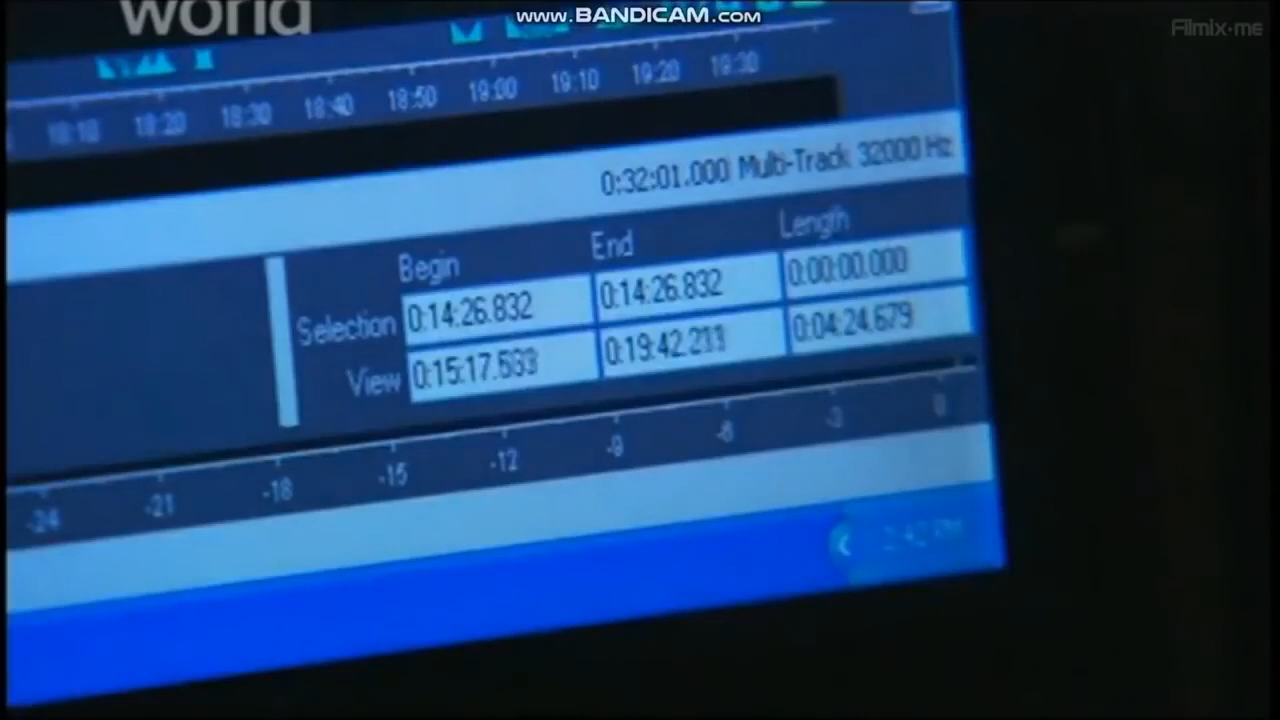 world
www.BANDICAM.com
Filmix.me
18:10 18:20 18:30 18:40 18:50 19:00 19:10 19:20 19:30
0:32:01.000 Multi-Track 32000 Hz
Begin End Length
Selection 0:14:26.832 0:14:26.832 0:00:00.000
View 0:15:17.533 0:19:42.211 0:04:24.679
-24 -21 -18 -15 -12 -9 -6 -3 0
2:42 PM